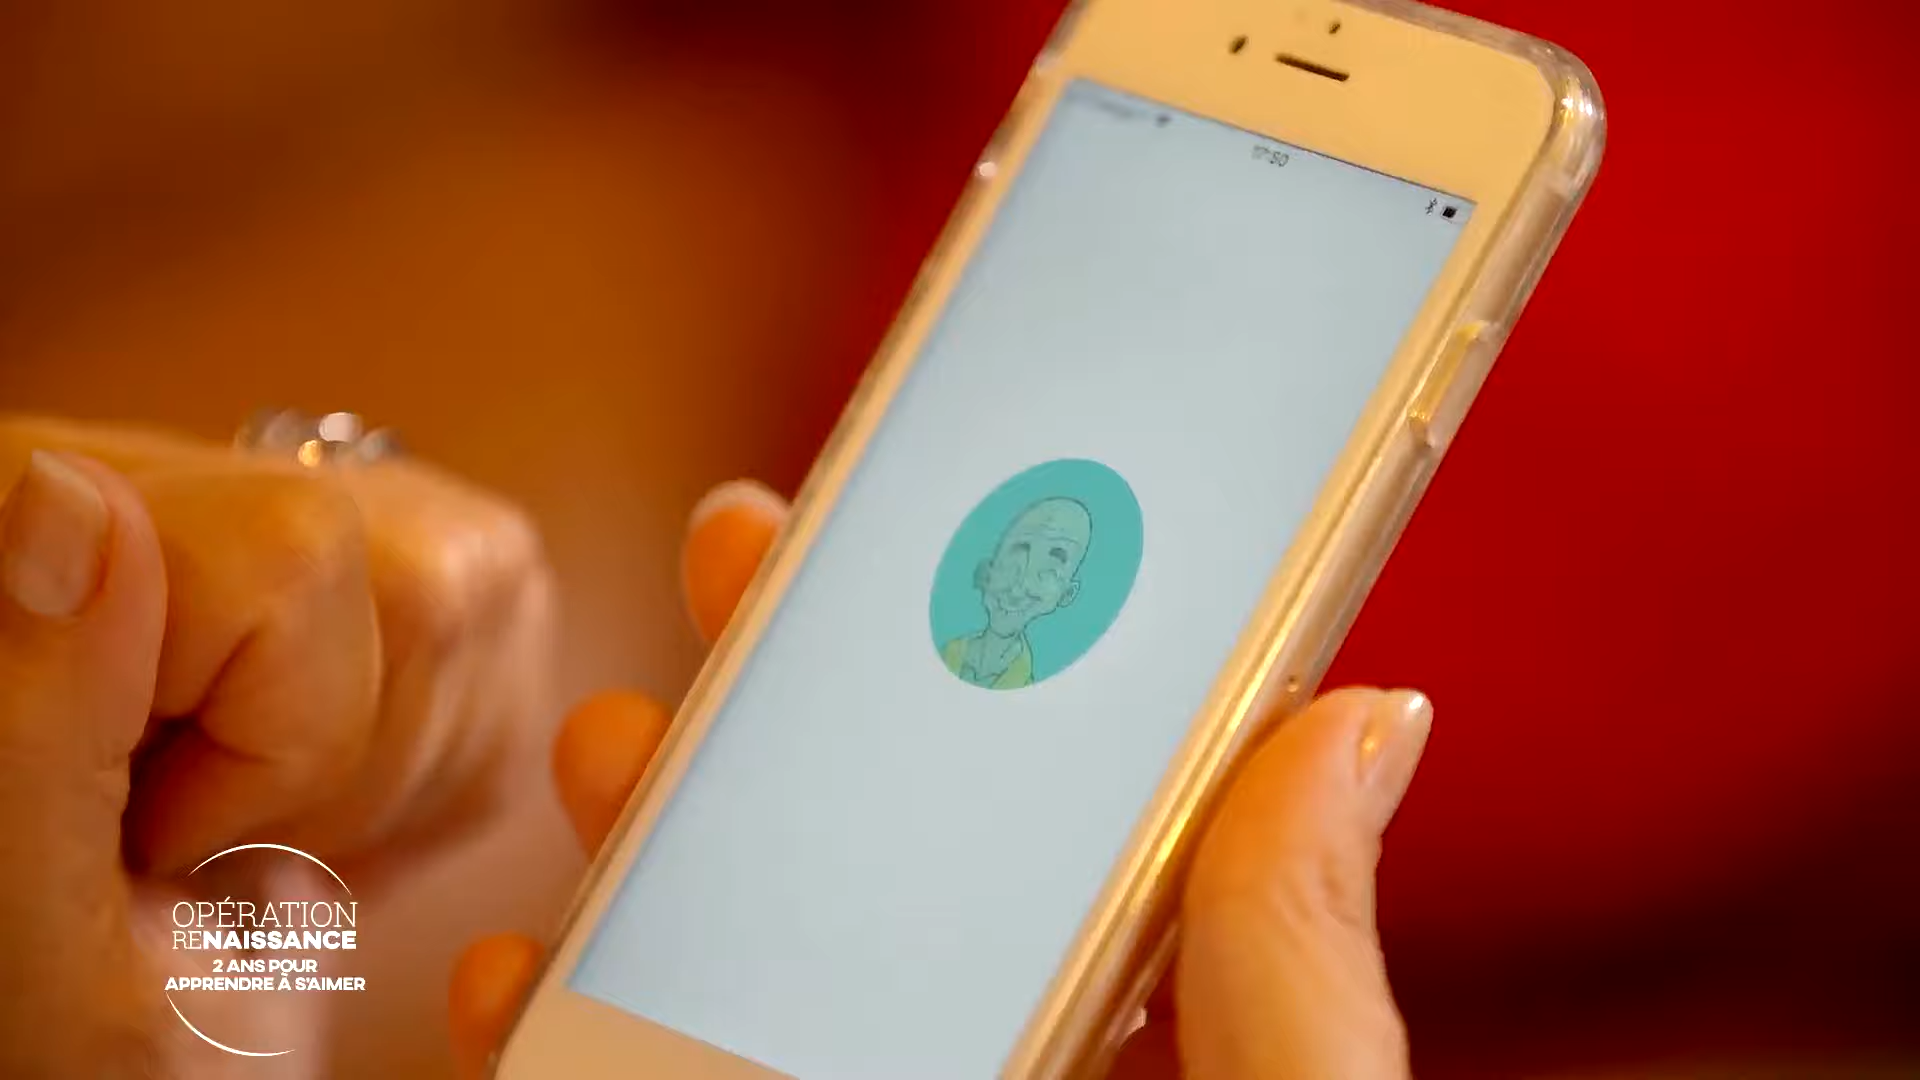 OPÉRATION
RENAISSANCE
2 ANS POUR
APPRENDRE À S'AIMER